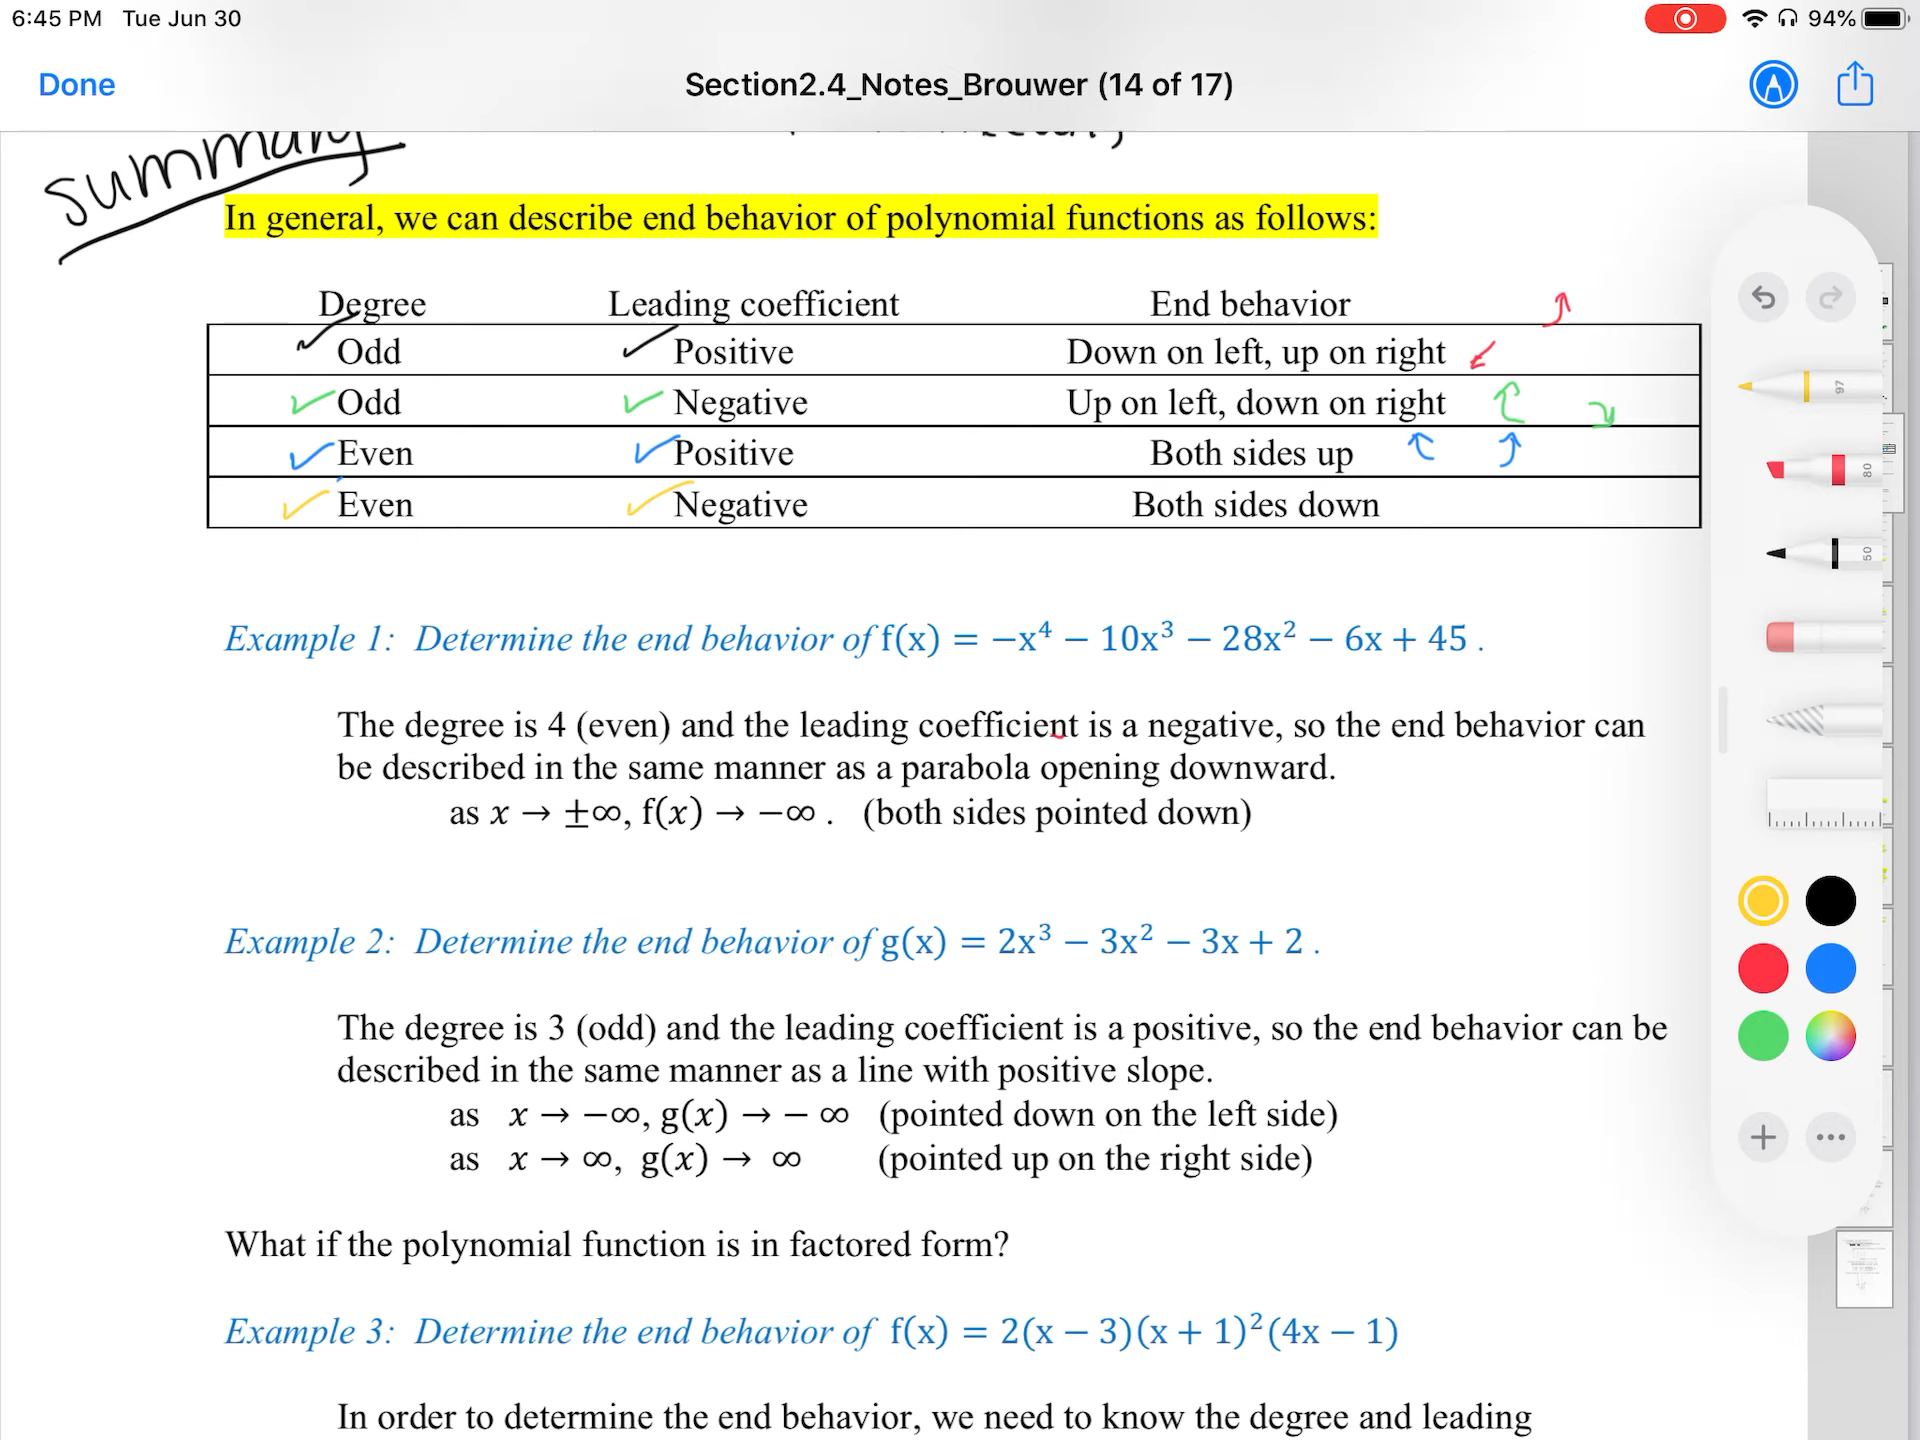 6:45 PM Tue Jun 30
94%
Done
Section2.4_Notes_Brouwer (14 of 17)
summary
In general, we can describe end behavior of polynomial functions as follows:
Degree Leading coefficient End behavior
Odd Positive Down on left, up on right
Odd Negative Up on left, down on right
Even Positive Both sides up
Even Negative Both sides down
97
80
50
Example 1: Determine the end behavior of f(x) = −x⁴ − 10x³ − 28x² − 6x + 45 .
The degree is 4 (even) and the leading coefficient is a negative, so the end behavior can
be described in the same manner as a parabola opening downward.
as x → ±∞, f(x) → −∞ . (both sides pointed down)
Example 2: Determine the end behavior of g(x) = 2x³ − 3x² − 3x + 2 .
The degree is 3 (odd) and the leading coefficient is a positive, so the end behavior can be
described in the same manner as a line with positive slope.
as x → −∞, g(x) → − ∞ (pointed down on the left side)
as x → ∞, g(x) → ∞ (pointed up on the right side)
What if the polynomial function is in factored form?
Example 3: Determine the end behavior of f(x) = 2(x − 3)(x + 1)²(4x − 1)
In order to determine the end behavior, we need to know the degree and leading